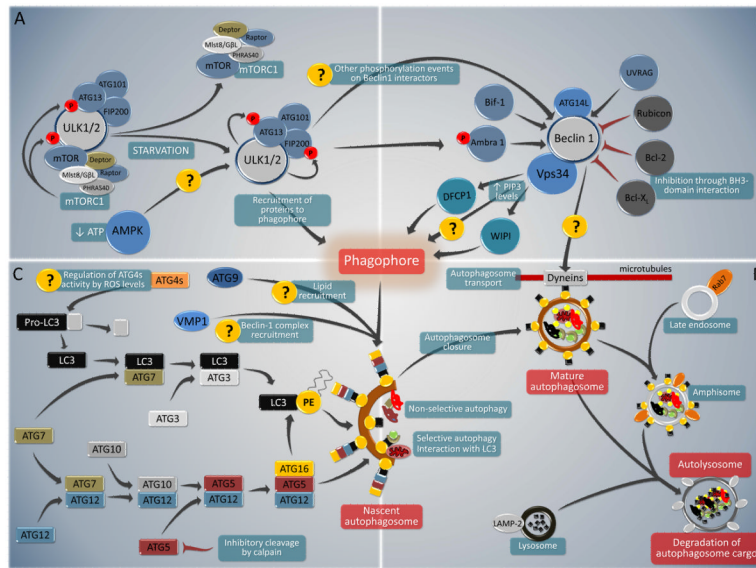 A
Deptor
Mlst8/GβL
Raptor
PHRAS40
mTOR
mTORC1
P
ATG101
ATG13
FIP200
P
ULK1/2
mTOR
Deptor
Mlst8/GβL
Raptor
PHRAS40
mTORC1
STARVATION
P
ATG101
ATG13
FIP200
P
ULK1/2
?
↓ ATP
AMPK
Recruitment of
proteins to
phagophore
?
Other phosphorylation events
on Beclin1 interactors
Bif-1
P
Ambra 1
ATG14L
Beclin 1
Vps34
UVRAG
Rubicon
Bcl-2
Bcl-X
Inhibition through BH3-
domain interaction
DFCP1
↑ PIP3
levels
?
WIPI
?
Phagophore
C
?
Regulation of ATG4s
activity by ROS levels
ATG4s
ATG9
?
Lipid
recruitment
VMP1
?
Beclin-1 complex
recruitment
Pro-LC3
LC3
LC3
ATG7
LC3
ATG3
ATG3
LC3
PE
ATG7
ATG10
ATG7
ATG12
ATG10
ATG12
ATG5
ATG12
ATG16
ATG5
ATG12
ATG12
ATG5
Inhibitory cleavage
by calpain
Non-selective autophagy
Selective autophagy
Interaction with LC3
Nascent
autophagosome
Autophagosome
transport
Dyneins
microtubules
Autophagosome
closure
Mature
autophagosome
Rab7
Late endosome
Amphisome
Autolysosome
LAMP-2
Lysosome
Degradation of
autophagosome cargo